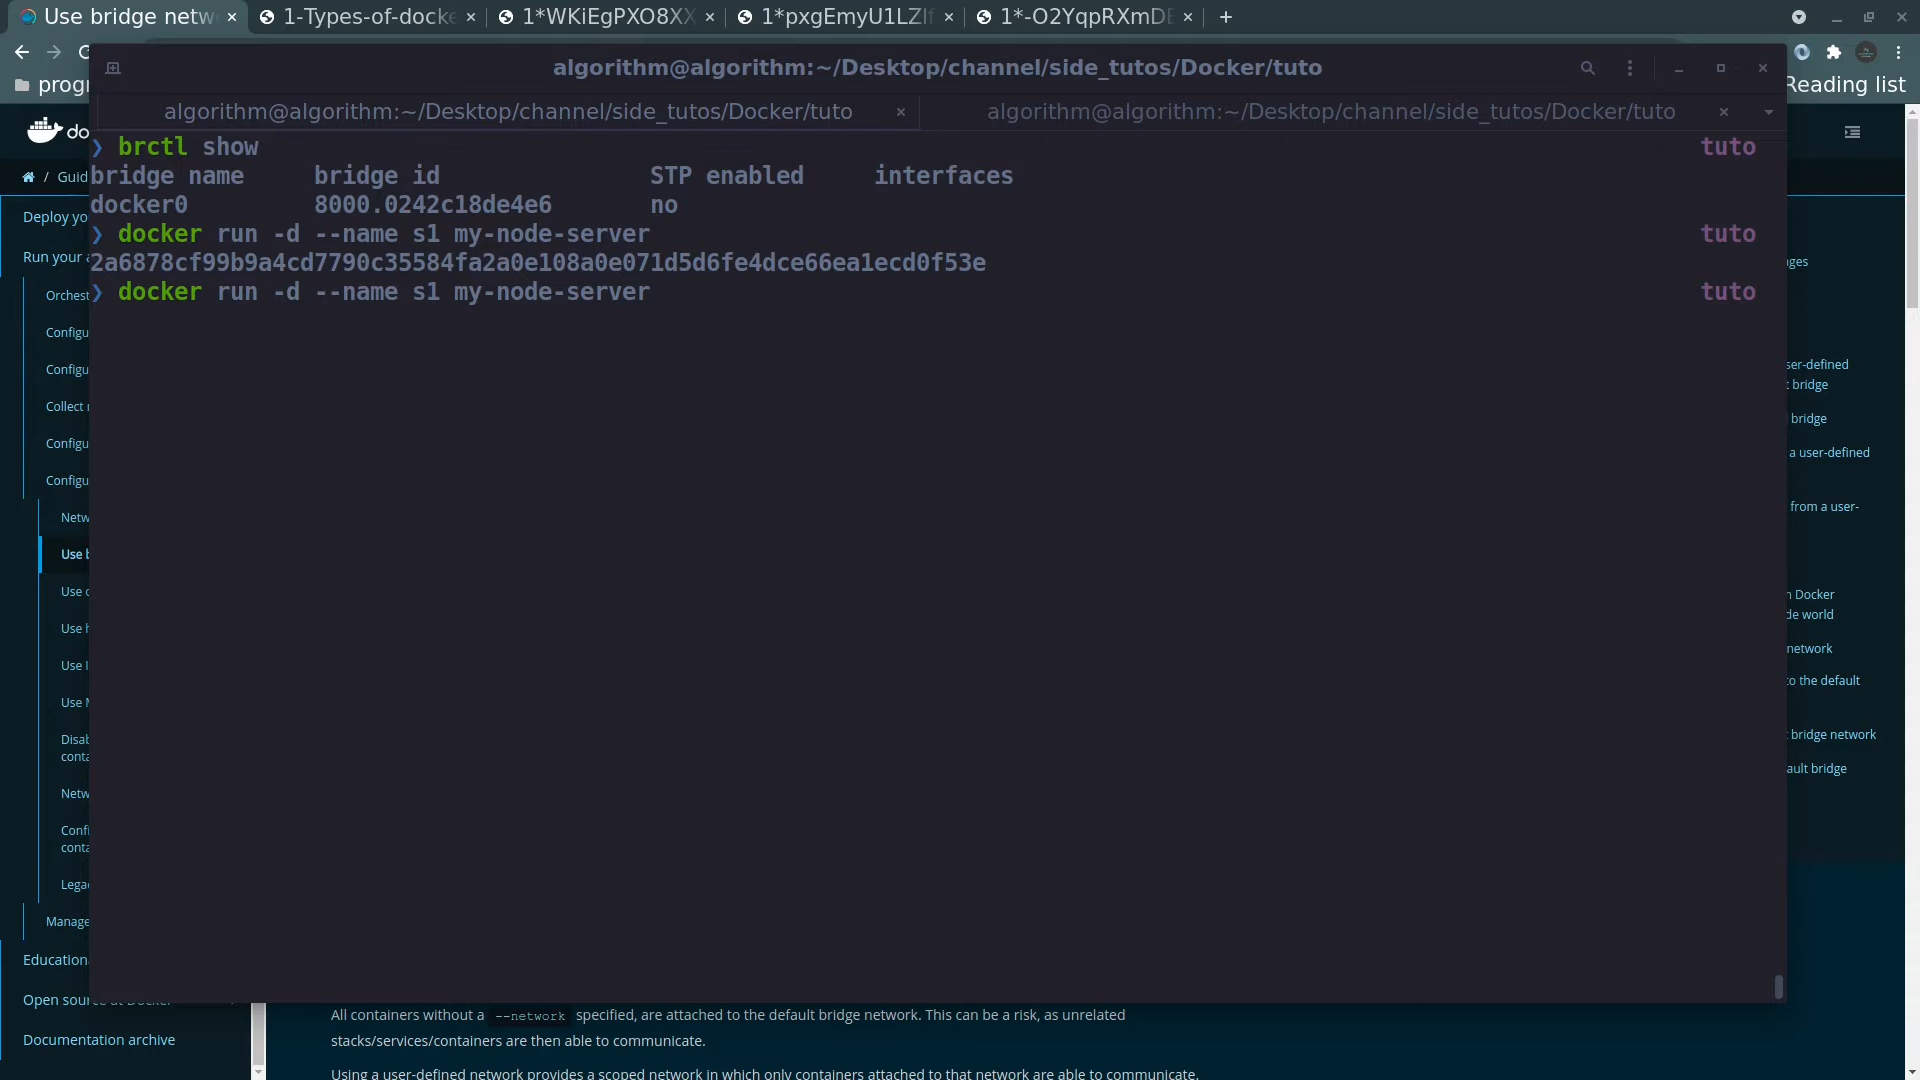 Use bridge netw
1-Types-of-docke
1*WKiEgPXO8XX
1*pxgEmyU1LZIf
1*-O2YqpRXmDE
progr
Reading list
algorithm@algorithm:~/Desktop/channel/side_tutos/Docker/tuto
algorithm@algorithm:~/Desktop/channel/side_tutos/Docker/tuto
algorithm@algorithm:~/Desktop/channel/side_tutos/Docker/tuto
❯ brctl show tuto
bridge name bridge id STP enabled interfaces
docker0 8000.0242c18de4e6 no
❯ docker run -d --name s1 my-node-server tuto
2a6878cf99b9a4cd7790c35584fa2a0e108a0e071d5d6fe4dce66ea1ecd0f53e
❯ docker run -d --name s1 my-node-server tuto
do
/ Guid
Deploy yo
Run your a
Orchest
Configu
Configu
Collect
Configu
Configu
Netw
Use b
Use
Use h
Use I
Use M
Disab
conta
Netw
Confi
conta
Lega
Manage
Educationa
Open source at Docker
Documentation archive
ges
ser-defined
bridge
bridge
a user-defined
from a user-
Docker
de world
network
o the default
bridge network
ault bridge
All containers without a --network specified, are attached to the default bridge network. This can be a risk, as unrelated
stacks/services/containers are then able to communicate.
Using a user-defined network provides a scoped network in which only containers attached to that network are able to communicate.